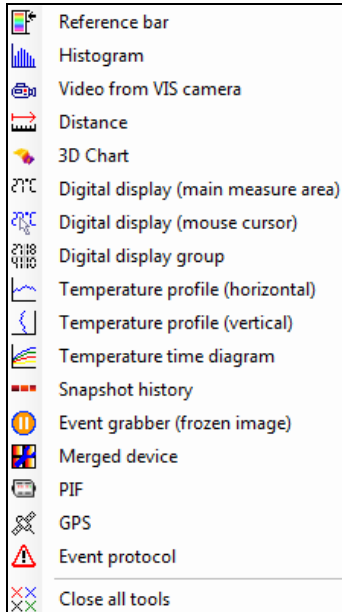 Reference bar
Histogram
Video from VIS camera
Distance
3D Chart
Digital display (main measure area)
Digital display (mouse cursor)
Digital display group
Temperature profile (horizontal)
Temperature profile (vertical)
Temperature time diagram
Snapshot history
Event grabber (frozen image)
Merged device
PIF
GPS
Event protocol
Close all tools